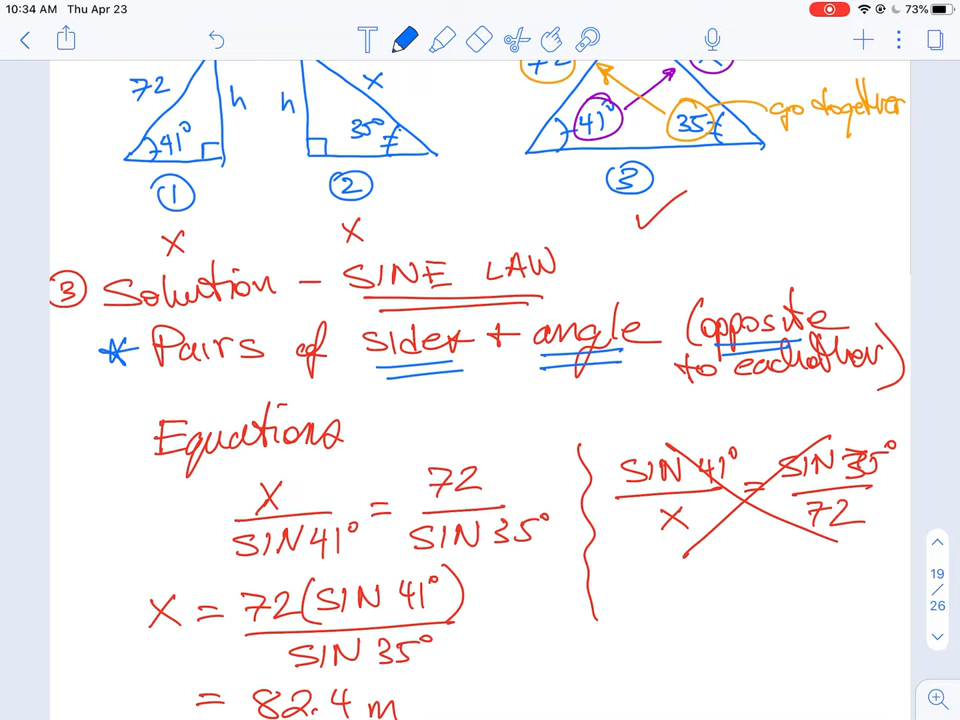 10:34 AM Thu Apr 23
73%
T
72
h
h
x
72
x
41°
35°
41°
35
go together
1
2
3
x
x
3 Solution - SINE LAW
* Pairs of sides + angle (opposite
to each other)
Equations
X / SIN 41° = 72 / SIN 35°
SIN 41° / X = SIN 35° / 72
X = 72(SIN 41°) / SIN 35°
= 82.4 m
19
/
26